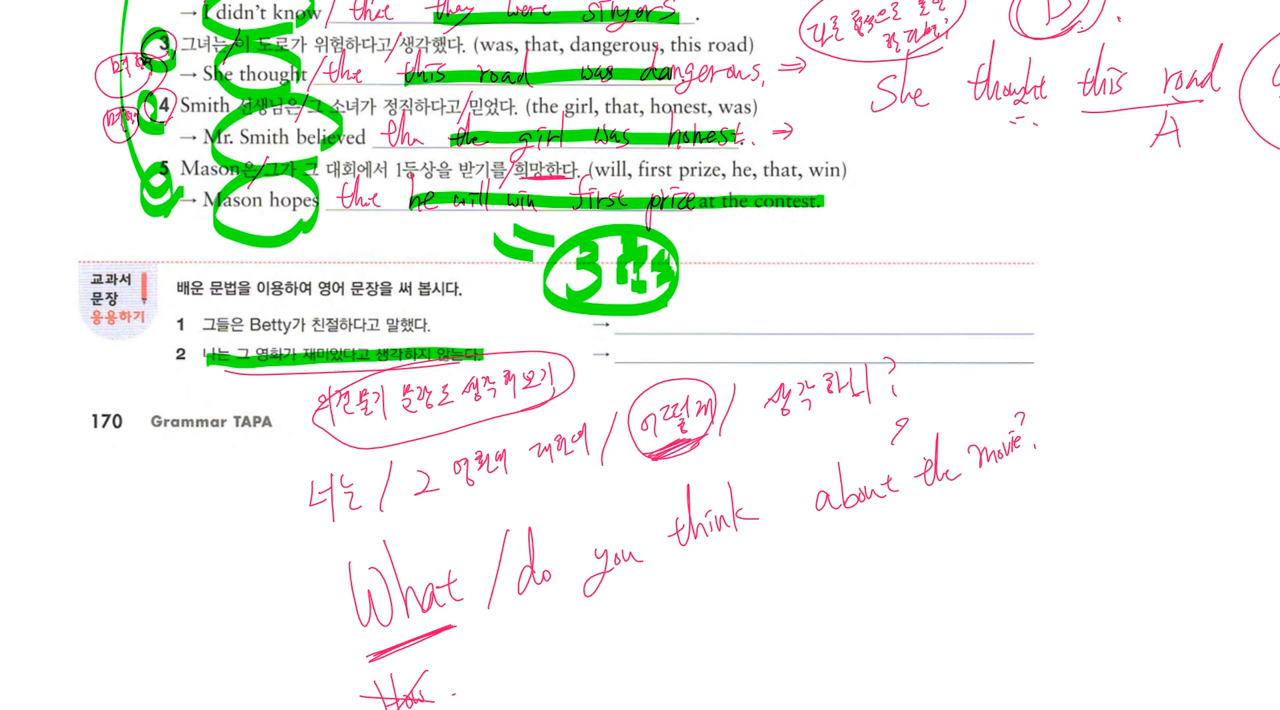 → I didn't know / that they were singers .
3 그녀는/이 도로가 위험하다고/생각했다. (was, that, dangerous, this road)
→ She thought / that this road was dangerous. ⇒ She thought this road
A
4 Smith 선생님은/그 소녀가 정직하다고/믿었다. (the girl, that, honest, was)
→ Mr. Smith believed that the girl was honest. ⇒
5 Mason은/그가 그 대회에서 1등상을 받기를/희망한다. (will, first prize, he, that, win)
→ Mason hopes that he will win first prize at the contest.
교과서
문장
응용하기
배운 문법을 이용하여 영어 문장을 써 봅시다.
1 그들은 Betty가 친절하다고 말했다. →
2 나는 그 영화가 재미있다고 생각하지 않는다. →
의견묻기 문장도 생각해보기
170 Grammar TAPA
너는 / 그 영화에 대하여 / 어떻게 / 생각하니?
What / do you think about the movie?
How.